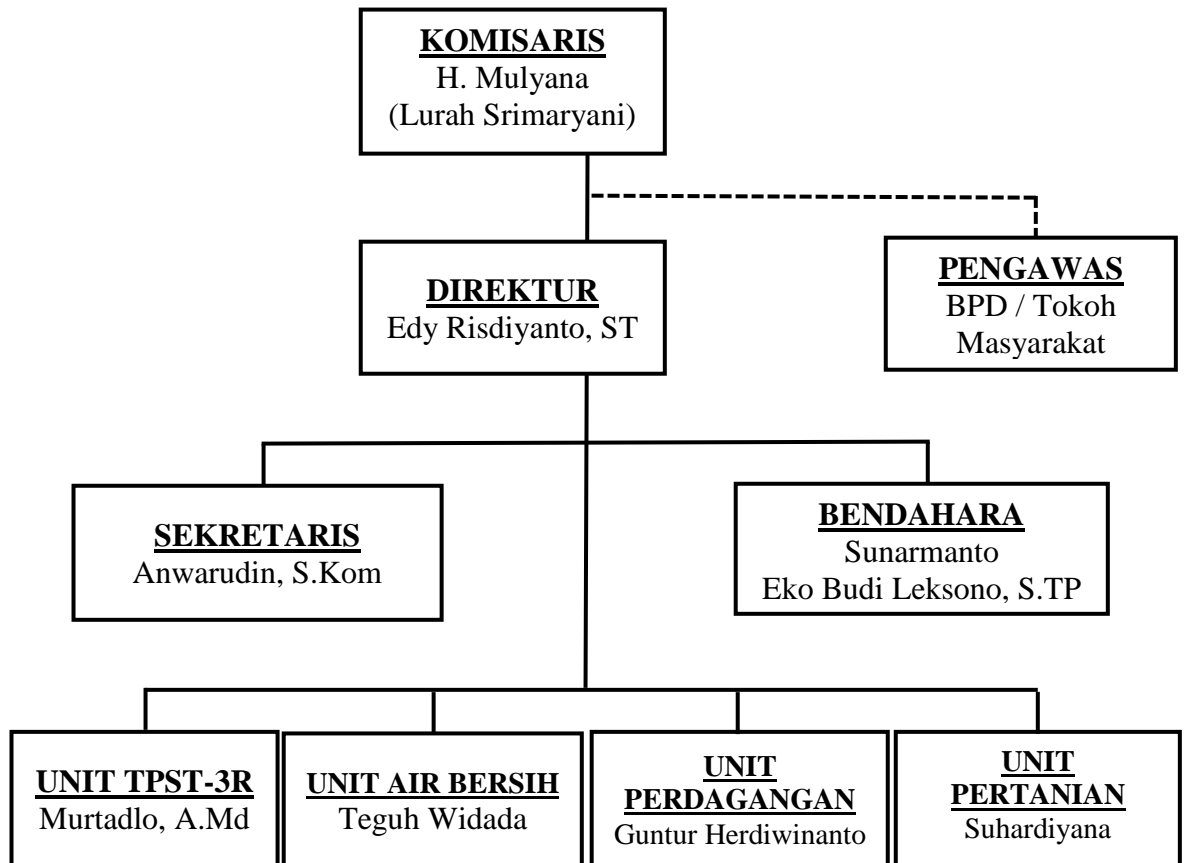 KOMISARIS
H. Mulyana
(Lurah Srimaryani)
DIREKTUR
Edy Risdiyanto, ST
PENGAWAS
BPD / Tokoh
Masyarakat
SEKRETARIS
Anwarudin, S.Kom
BENDAHARA
Sunarmanto
Eko Budi Leksono, S.TP
UNIT TPST-3R
Murtadlo, A.Md
UNIT AIR BERSIH
Teguh Widada
UNIT
PERDAGANGAN
Guntur Herdiwinanto
UNIT
PERTANIAN
Suhardiyana